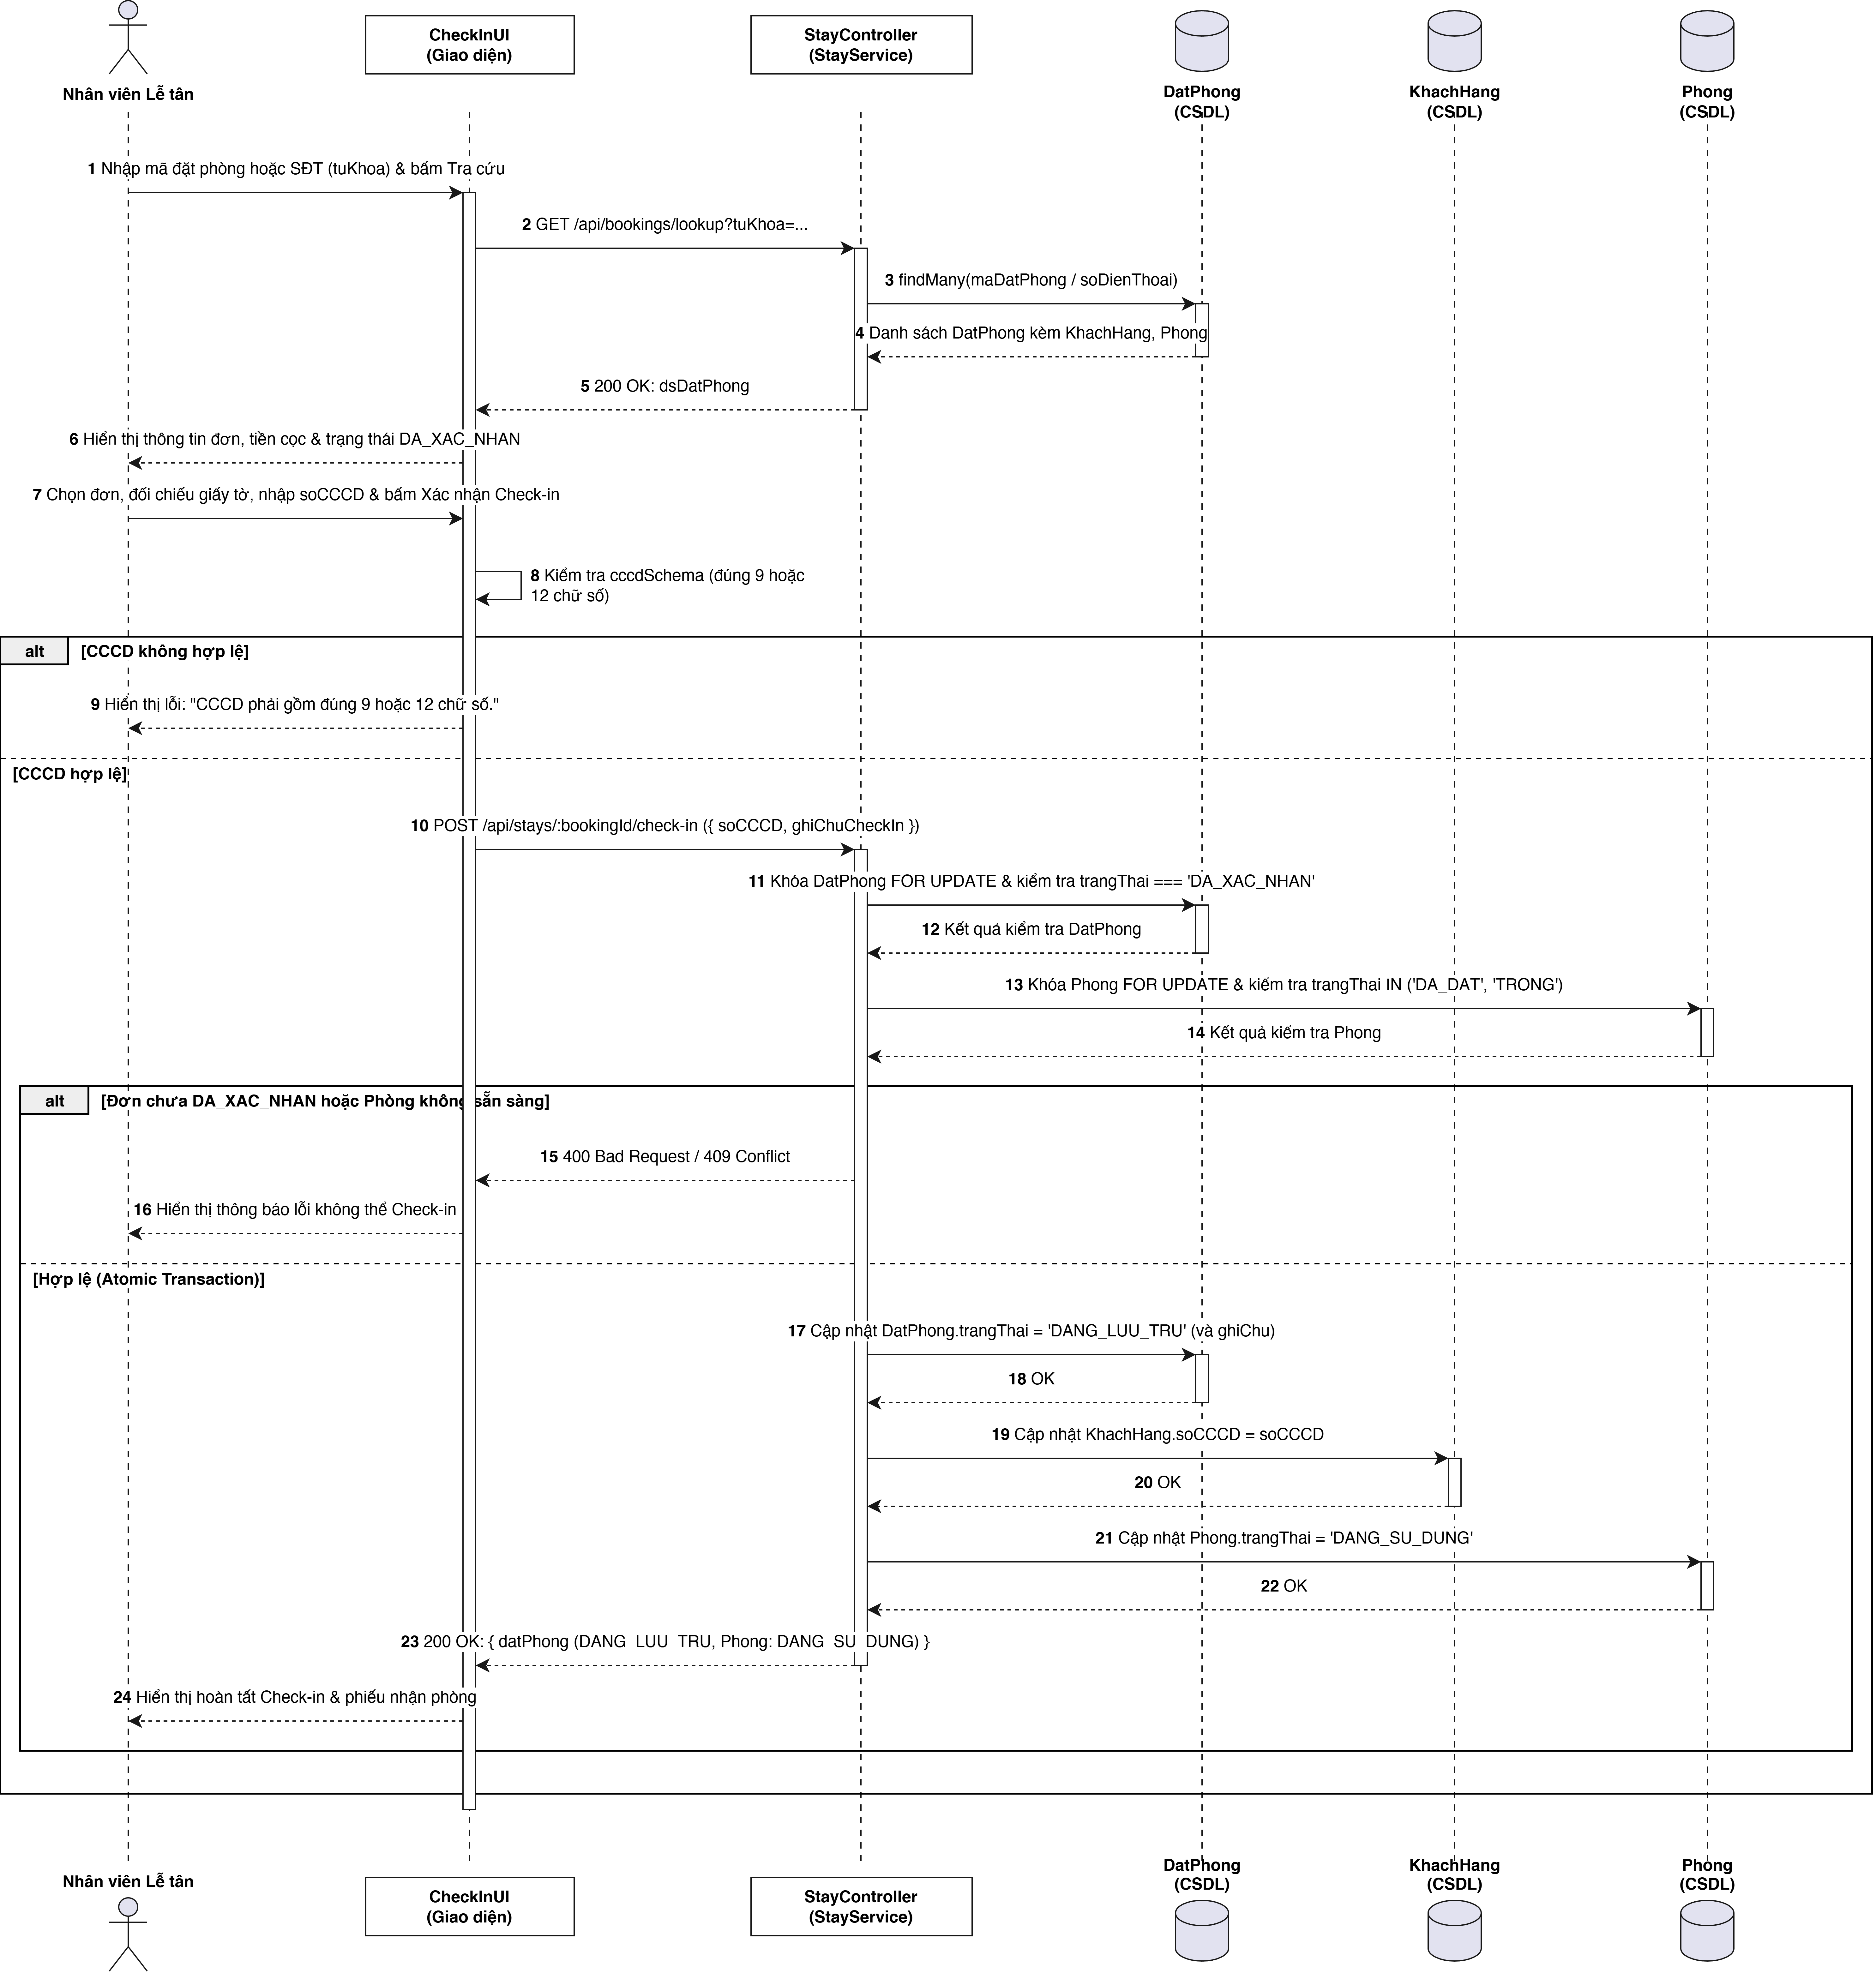 CheckInUI
(Giao diện)
StayController
(StayService)
Nhân viên Lễ tân
DatPhong
(CSDL)
KhachHang
(CSDL)
Phong
(CSDL)
1 Nhập mã đặt phòng hoặc SĐT (tuKhoa) & bấm Tra cứu
2 GET /api/bookings/lookup?tuKhoa=...
3 findMany(maDatPhong / soDienThoai)
4 Danh sách DatPhong kèm KhachHang, Phong
5 200 OK: dsDatPhong
6 Hiển thị thông tin đơn, tiền cọc & trạng thái DA_XAC_NHAN
7 Chọn đơn, đối chiếu giấy tờ, nhập soCCCD & bấm Xác nhận Check-in
8 Kiểm tra cccdSchema (đúng 9 hoặc
12 chữ số)
alt [CCCD không hợp lệ]
9 Hiển thị lỗi: "CCCD phải gồm đúng 9 hoặc 12 chữ số."
[CCCD hợp lệ]
10 POST /api/stays/:bookingId/check-in ({ soCCCD, ghiChuCheckIn })
11 Khóa DatPhong FOR UPDATE & kiểm tra trangThai === 'DA_XAC_NHAN'
12 Kết quả kiểm tra DatPhong
13 Khóa Phong FOR UPDATE & kiểm tra trangThai IN ('DA_DAT', 'TRONG')
14 Kết quả kiểm tra Phong
alt [Đơn chưa DA_XAC_NHAN hoặc Phòng không sẵn sàng]
15 400 Bad Request / 409 Conflict
16 Hiển thị thông báo lỗi không thể Check-in
[Hợp lệ (Atomic Transaction)]
17 Cập nhật DatPhong.trangThai = 'DANG_LUU_TRU' (và ghiChu)
18 OK
19 Cập nhật KhachHang.soCCCD = soCCCD
20 OK
21 Cập nhật Phong.trangThai = 'DANG_SU_DUNG'
22 OK
23 200 OK: { datPhong (DANG_LUU_TRU, Phong: DANG_SU_DUNG) }
24 Hiển thị hoàn tất Check-in & phiếu nhận phòng
Nhân viên Lễ tân
CheckInUI
(Giao diện)
StayController
(StayService)
DatPhong
(CSDL)
KhachHang
(CSDL)
Phong
(CSDL)